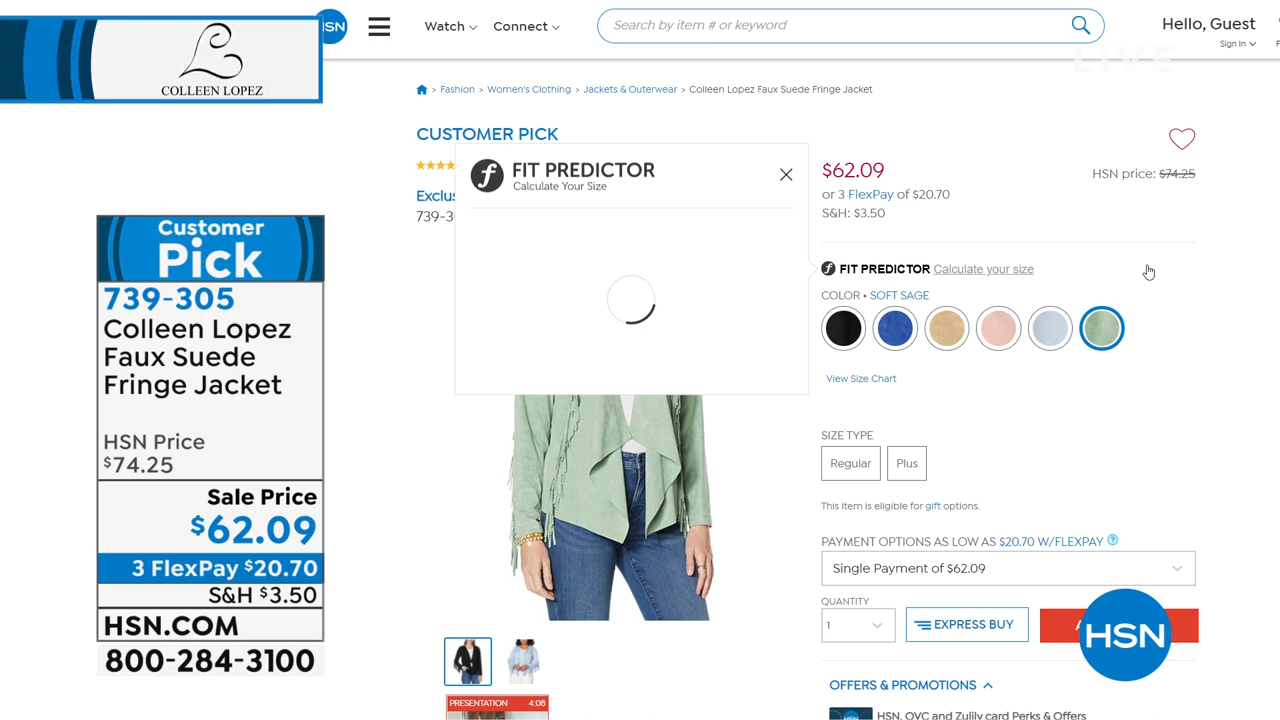 COLLEEN LOPEZ
HSN
Watch
Connect
Search by item # or keyword
Hello, Guest
Sign In
LIVE
> Fashion > Women's Clothing > Jackets & Outerwear > Colleen Lopez Faux Suede Fringe Jacket
CUSTOMER PICK
739-3
FIT PREDICTOR
Calculate Your Size
$62.09
HSN price: $74.25
or 3 FlexPay of $20.70
S&H: $3.50
FIT PREDICTOR Calculate your size
COLOR • SOFT SAGE
View Size Chart
SIZE TYPE
Regular
Plus
This item is eligible for gift options.
PAYMENT OPTIONS AS LOW AS $20.70 W/FLEXPAY ?
Single Payment of $62.09
QUANTITY
1
EXPRESS BUY
HSN
OFFERS & PROMOTIONS
HSN, QVC and Zulily card Perks & Offers
PRESENTATION 4:08
Customer
Pick
739-305
Colleen Lopez
Faux Suede
Fringe Jacket
HSN Price
$74.25
Sale Price
$62.09
3 FlexPay $20.70
S&H $3.50
HSN.COM
800-284-3100